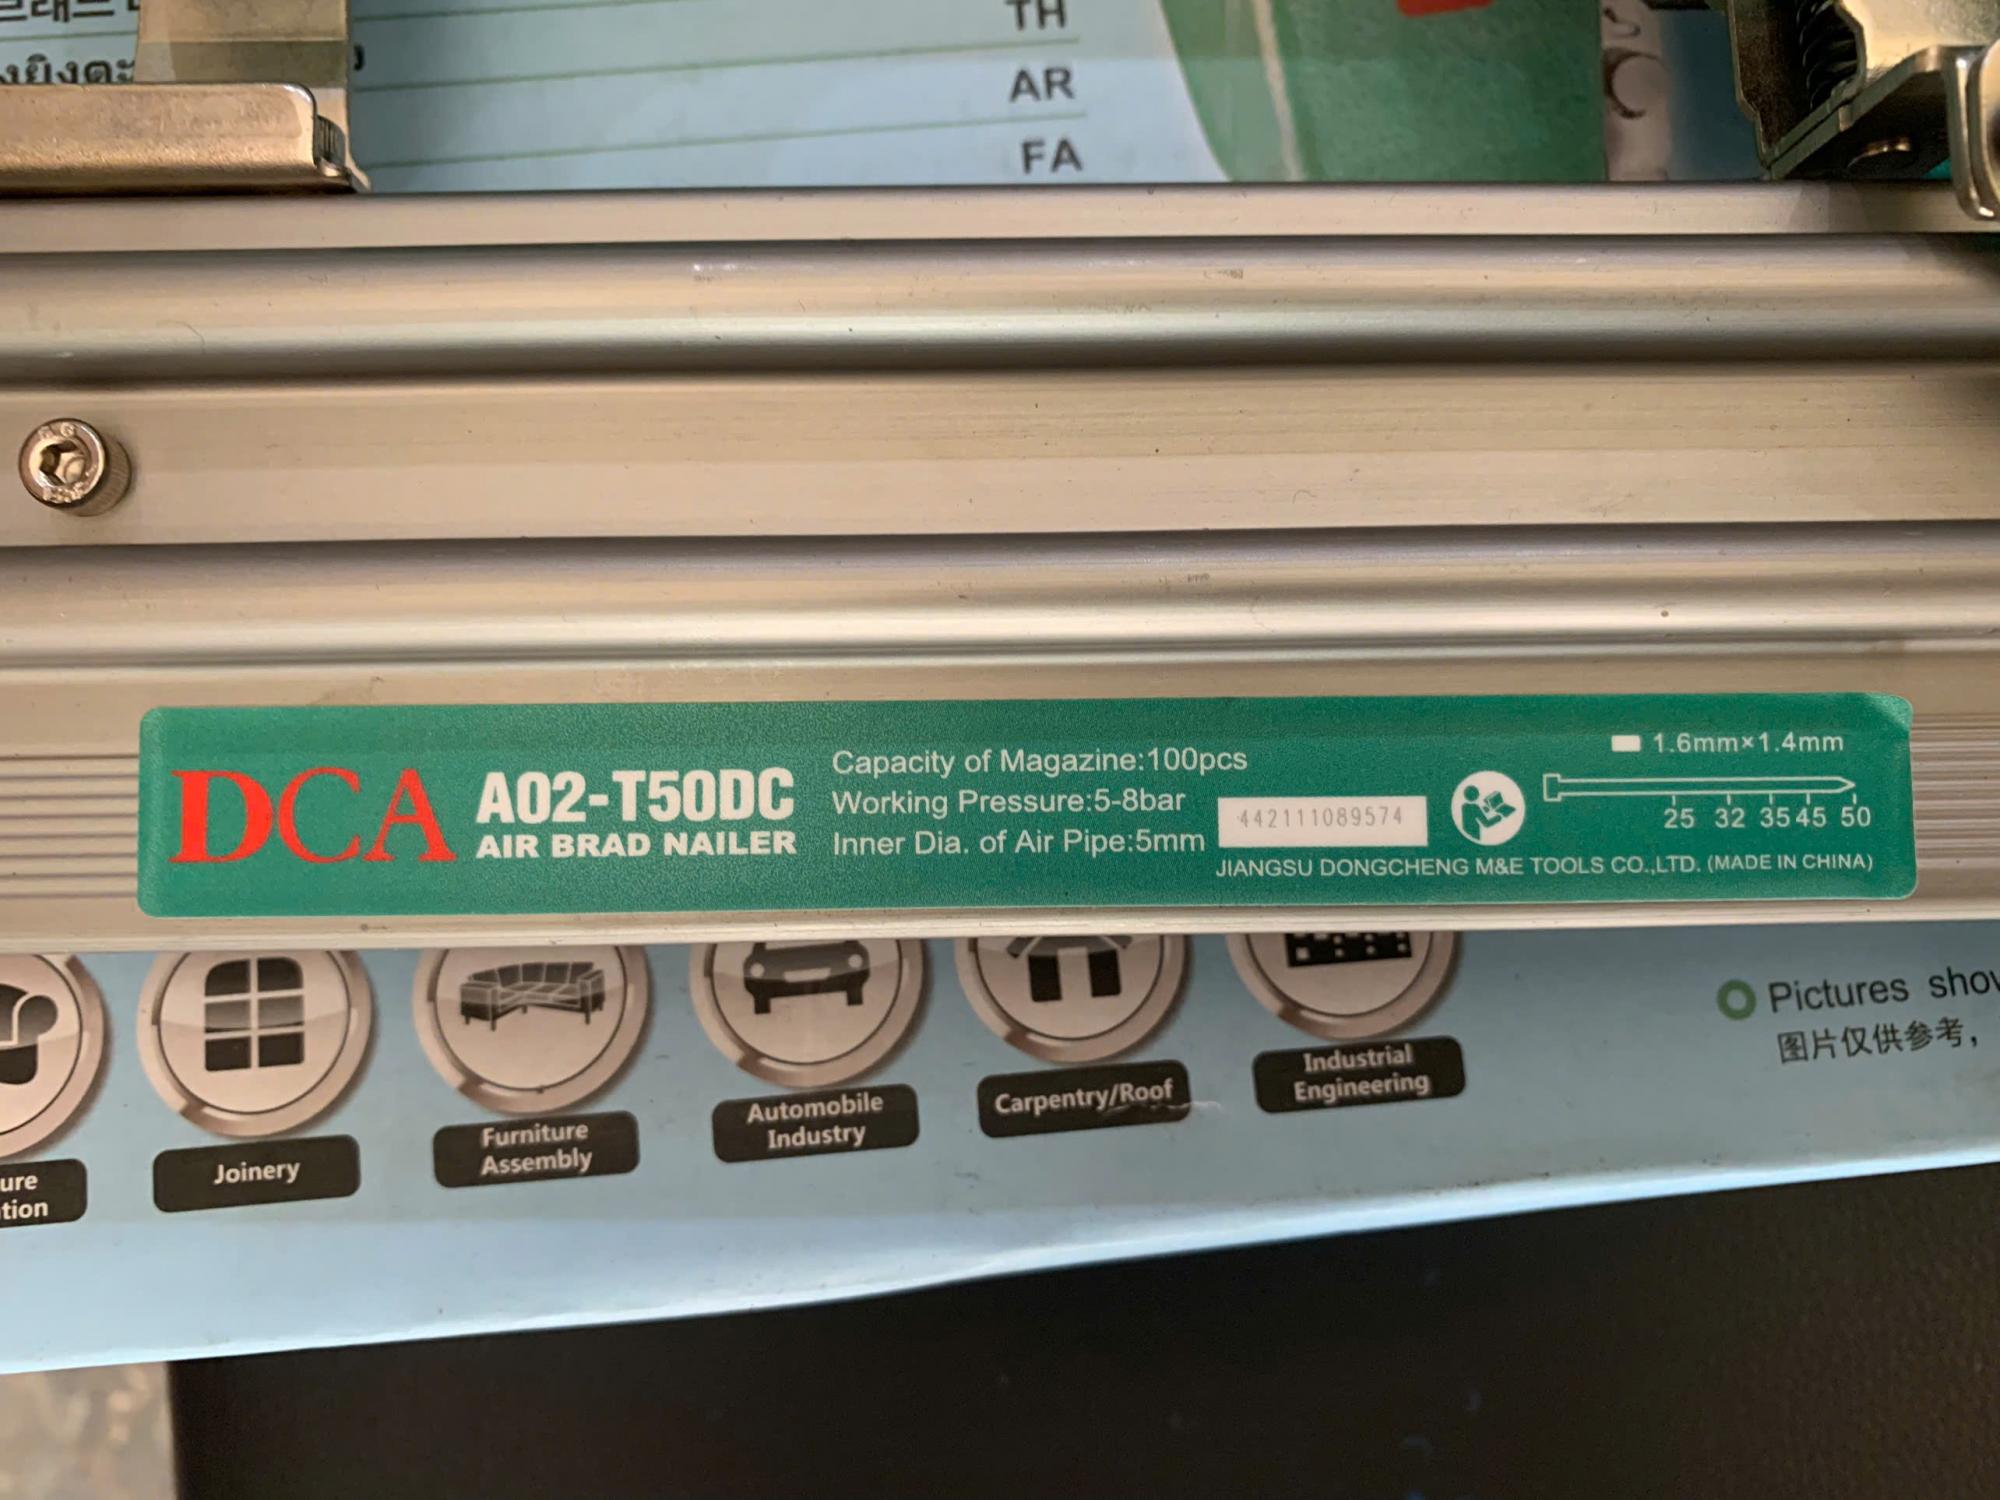 TH
AR
FA
DCA
A02-T50DC
AIR BRAD NAILER
Capacity of Magazine:100pcs
Working Pressure:5-8bar
Inner Dia. of Air Pipe:5mm
442111089574
1.6mm×1.4mm
25 32 35 45 50
JIANGSU DONGCHENG M&E TOOLS CO.,LTD. (MADE IN CHINA)
Joinery
Furniture
Assembly
Automobile
Industry
Carpentry/Roof
Industrial
Engineering
Pictures
图片仅供参考，